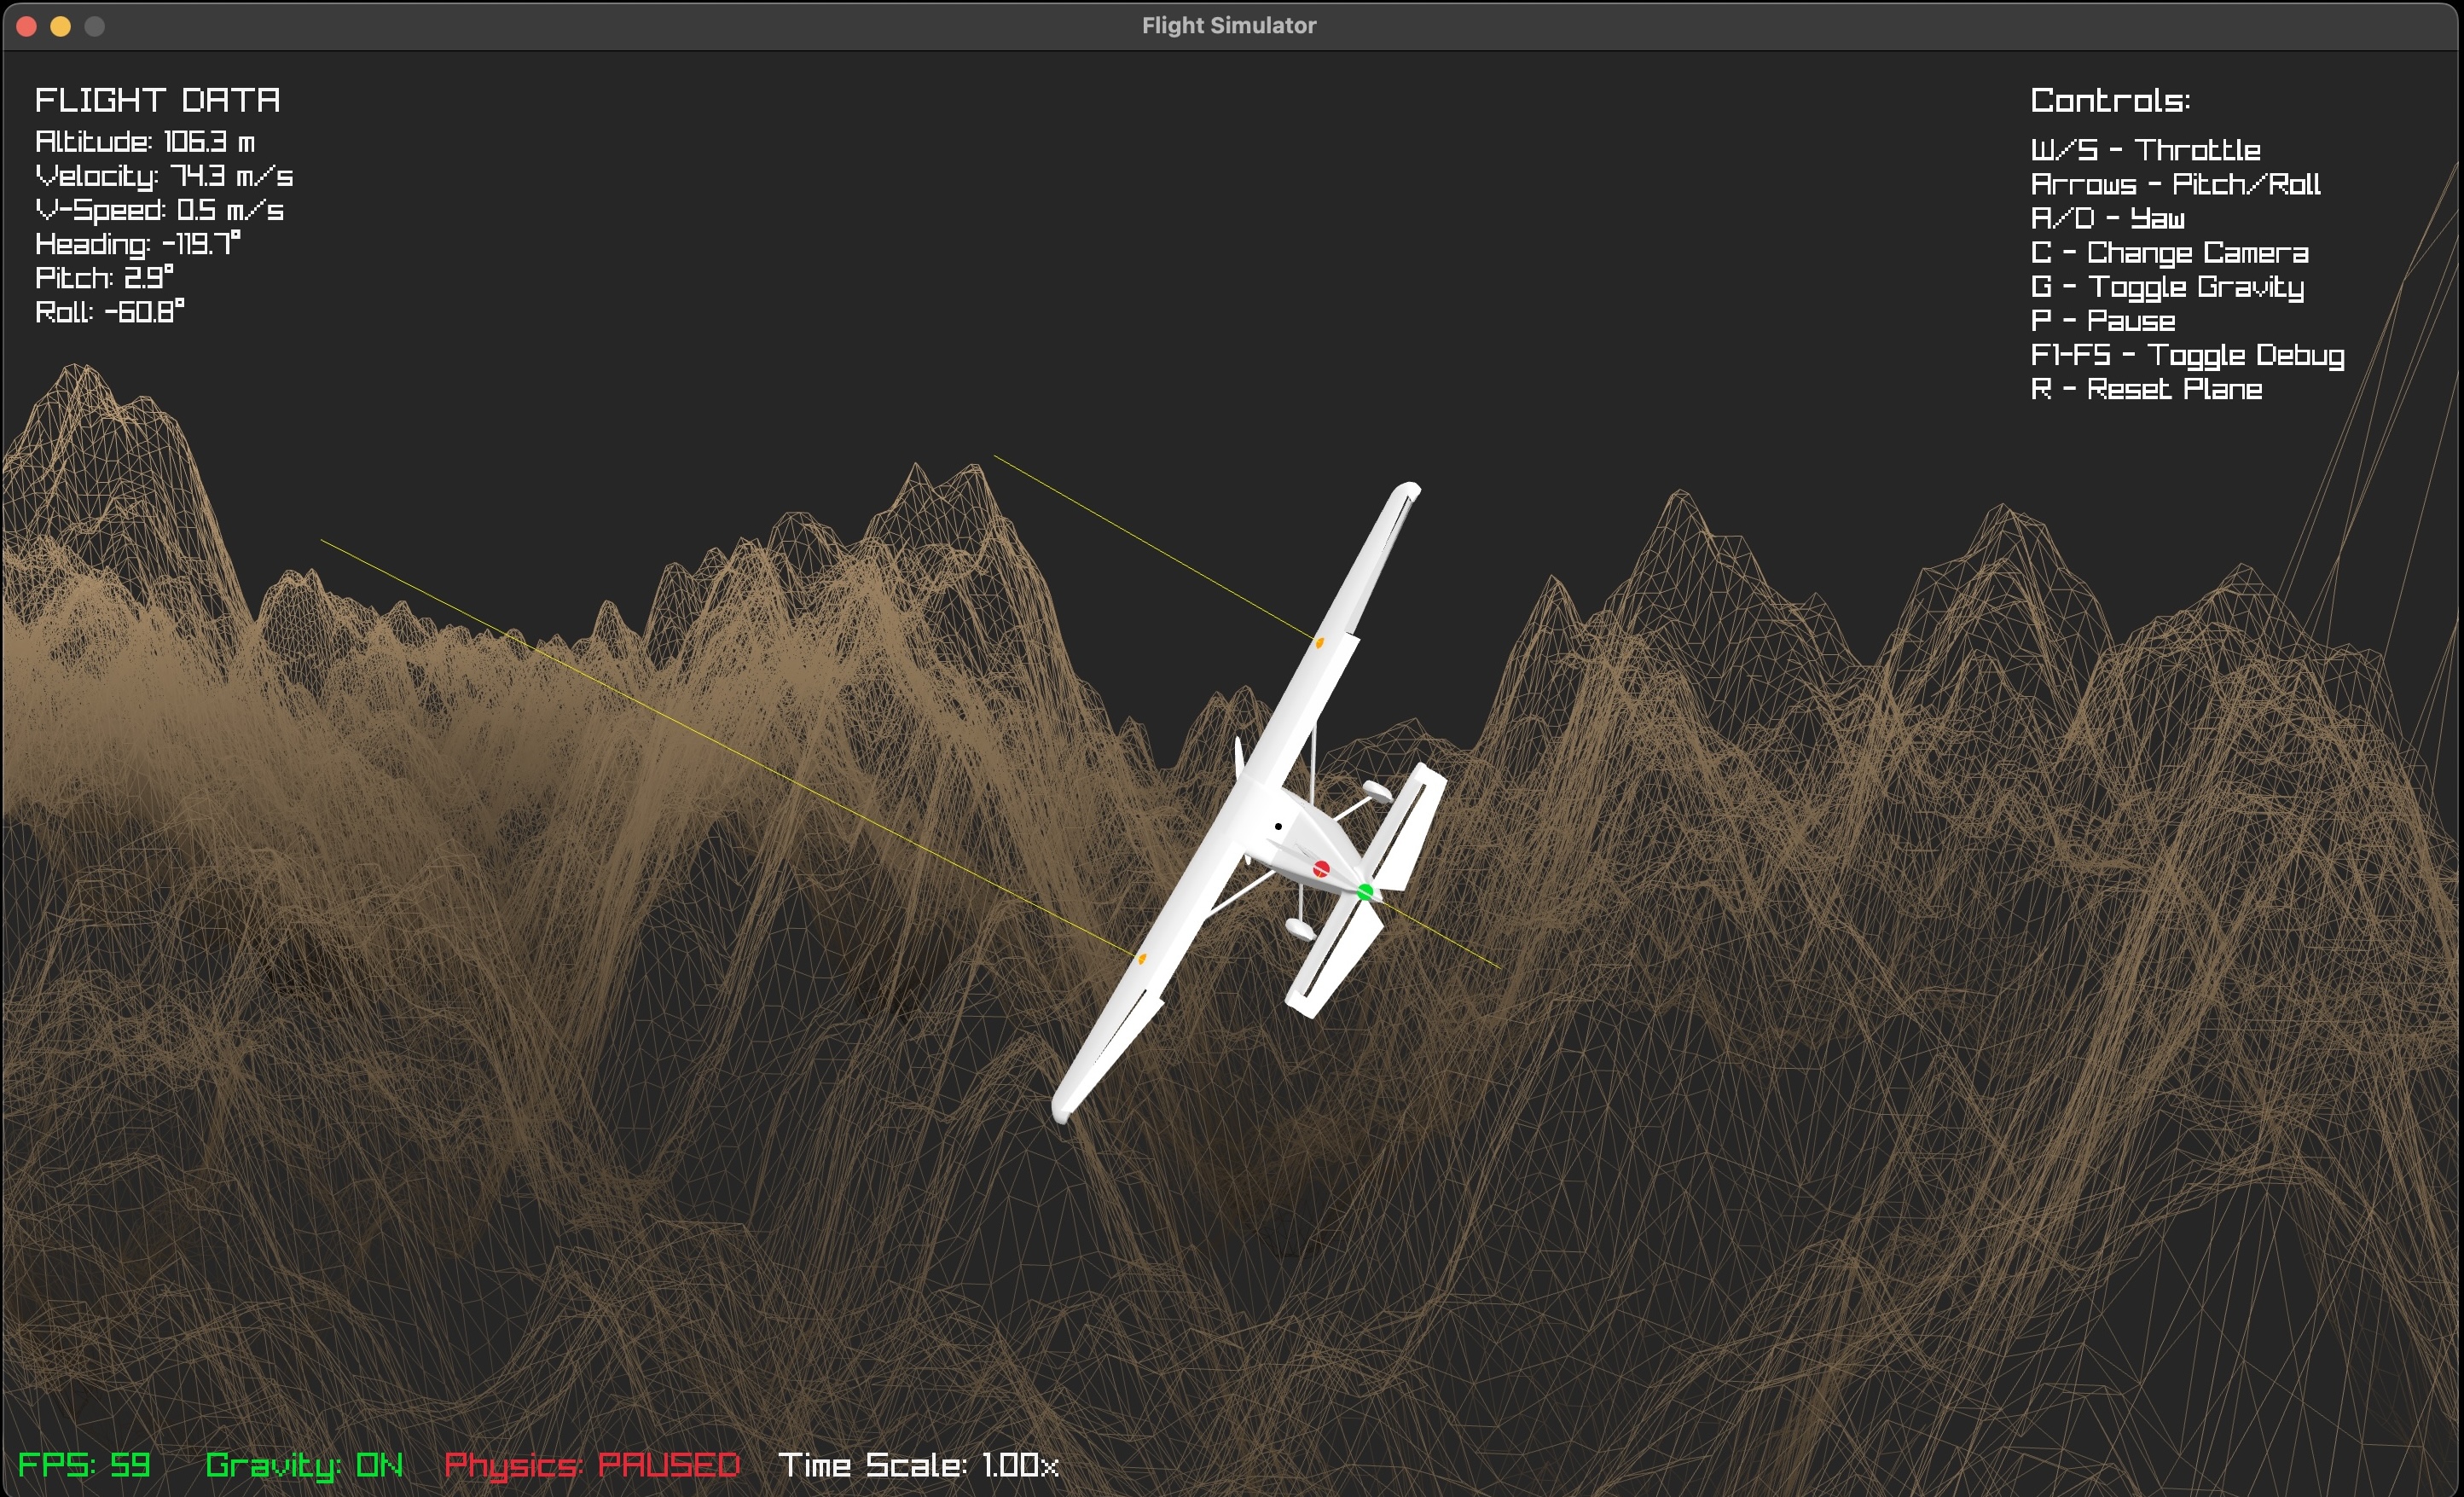 Flight Simulator
FLIGHT DATA
Altitude: 106.3 m
Velocity: 74.3 m/s
V-Speed: 0.5 m/s
Heading: -119.7°
Pitch: 2.9°
Roll: -60.8°
Controls:
W/S - Throttle
Arrows - Pitch/Roll
A/D - Yaw
C - Change Camera
G - Toggle Gravity
P - Pause
F1-F5 - Toggle Debug
R - Reset Plane
FPS: 59 Gravity: ON Physics: PAUSED Time Scale: 1.00x